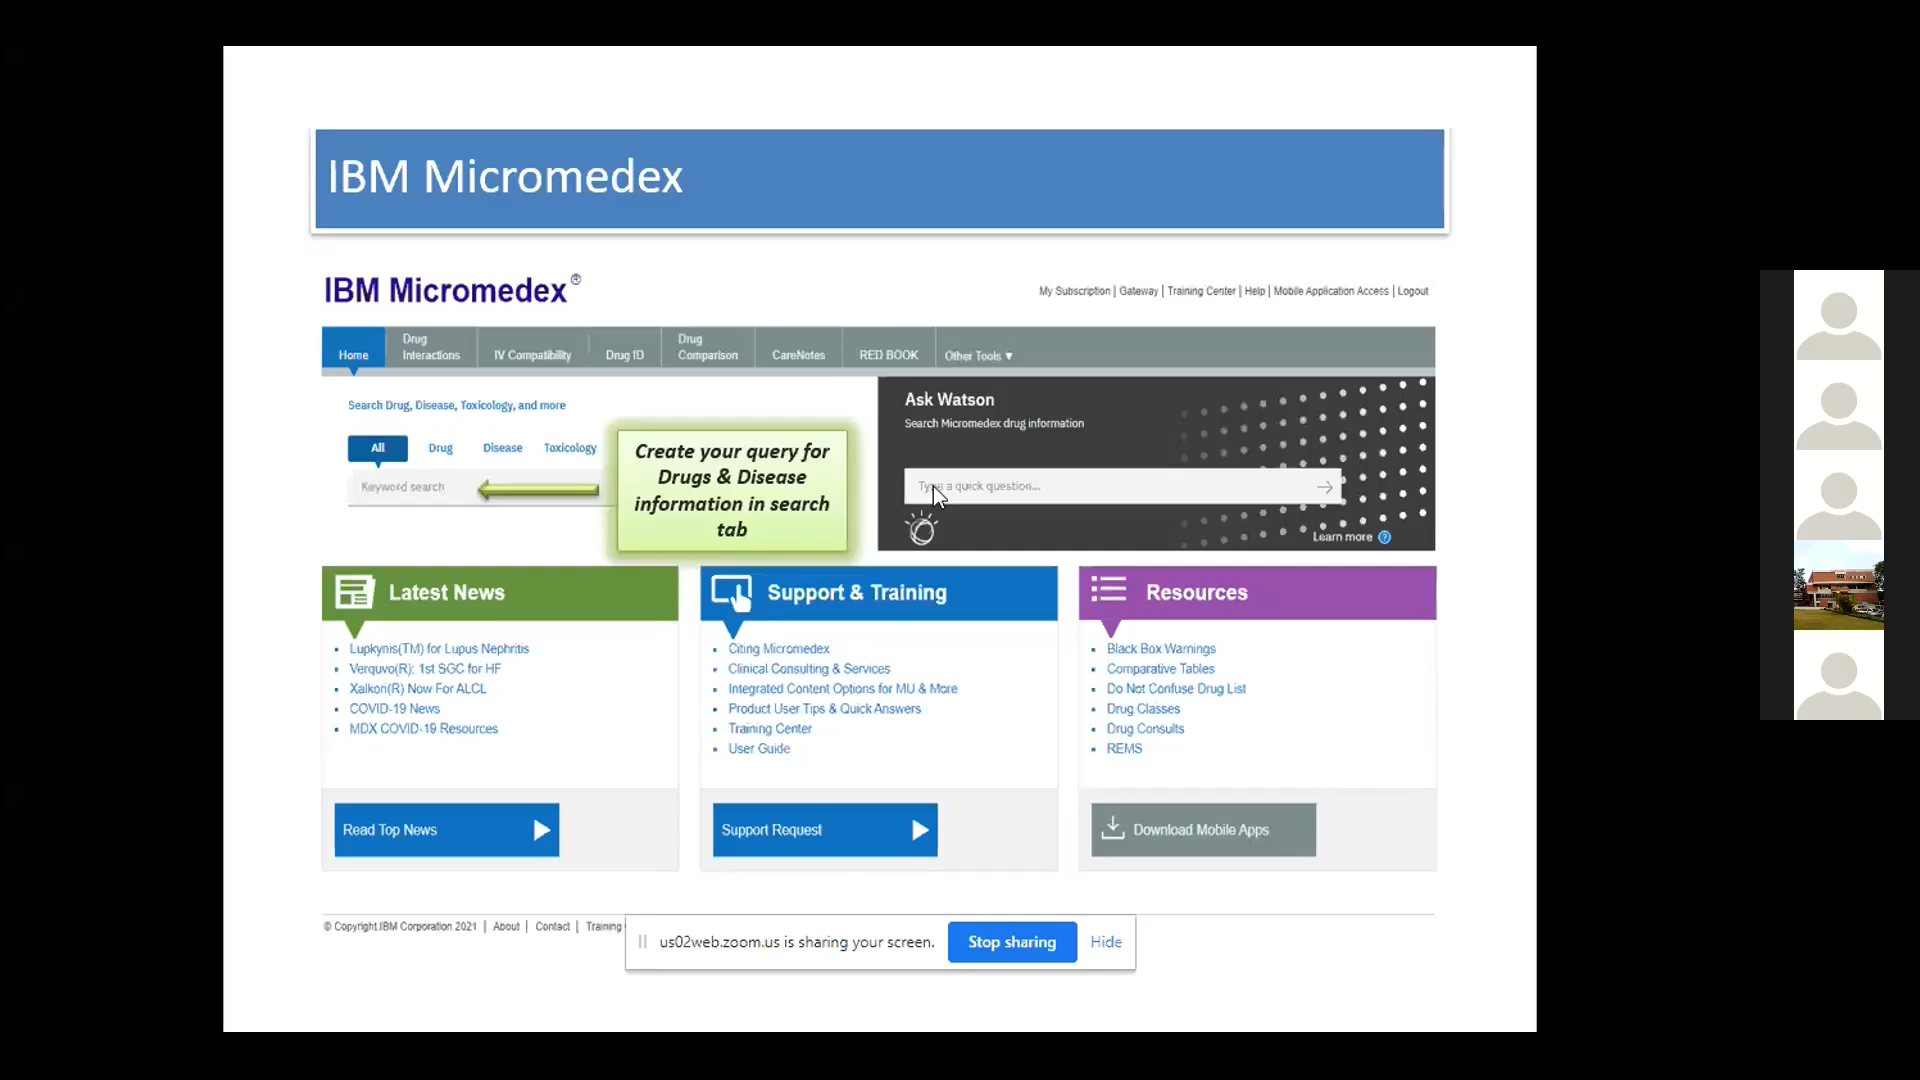 IBM Micromedex
IBM Micromedex®
My Subscription | Gateway | Training Center | Help | Mobile Application Access | Logout
Home
Drug Interactions
IV Compatibility
Drug ID
Drug Comparison
CareNotes
RED BOOK
Other Tools ▼
Search Drug, Disease, Toxicology, and more
All
Drug
Disease
Toxicology
Keyword search
Create your query for
Drugs & Disease
information in search
tab
Ask Watson
Search Micromedex drug information
Type a quick question...
Learn more ?
Latest News
Lupkynis(TM) for Lupus Nephritis
Verquvo(R): 1st SGC for HF
Xalkori(R) Now For ALCL
COVID-19 News
MDX COVID-19 Resources
Read Top News
Support & Training
Citing Micromedex
Clinical Consulting & Services
Integrated Content Options for MU & More
Product User Tips & Quick Answers
Training Center
User Guide
Support Request
Resources
Black Box Warnings
Comparative Tables
Do Not Confuse Drug List
Drug Classes
Drug Consults
REMS
Download Mobile Apps
© Copyright IBM Corporation 2021 | About | Contact | Training
us02web.zoom.us is sharing your screen.
Stop sharing
Hide